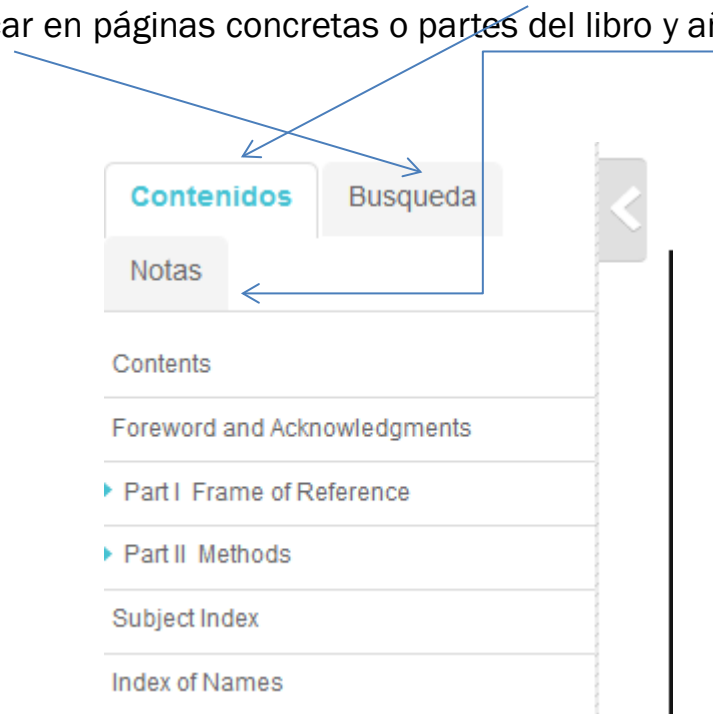 ar en páginas concretas o partes del libro y añ
Contenidos Busqueda
Notas
Contents
Foreword and Acknowledgments
Part I Frame of Reference
Part II Methods
Subject Index
Index of Names